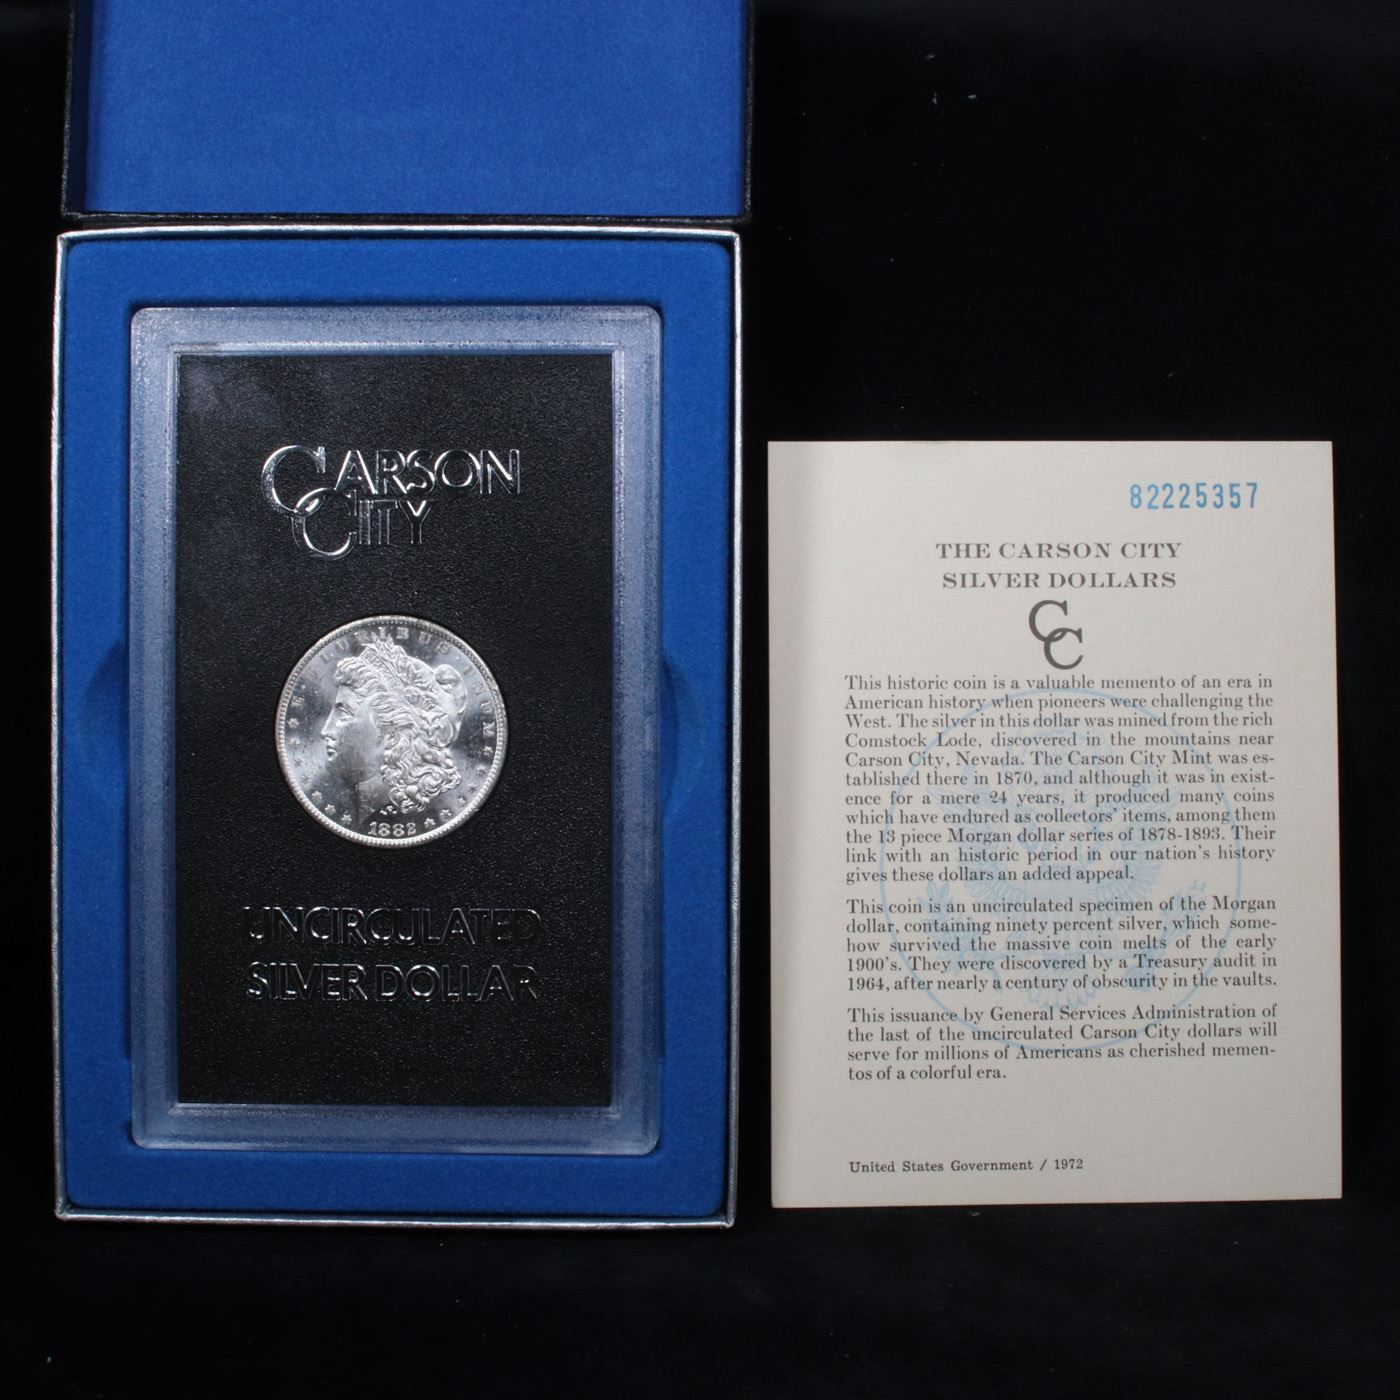 CARSON
CITY
E PLURIBUS UNUM
1882
UNCIRCULATED
SILVER DOLLAR
82225357
THE CARSON CITY
SILVER DOLLARS
CC
This historic coin is a valuable memento of an era in
American history when pioneers were challenging the
West. The silver in this dollar was mined from the rich
Comstock Lode, discovered in the mountains near
Carson City, Nevada. The Carson City Mint was es-
tablished there in 1870, and although it was in exist-
ence for a mere 24 years, it produced many coins
which have endured as collectors' items, among them
the 13 piece Morgan dollar series of 1878-1893. Their
link with an historic period in our nation's history
gives these dollars an added appeal.
This coin is an uncirculated specimen of the Morgan
dollar, containing ninety percent silver, which some-
how survived the massive coin melts of the early
1900's. They were discovered by a Treasury audit in
1964, after nearly a century of obscurity in the vaults.
This issuance by General Services Administration of
the last of the uncirculated Carson City dollars will
serve for millions of Americans as cherished memen-
tos of a colorful era.
United States Government / 1972